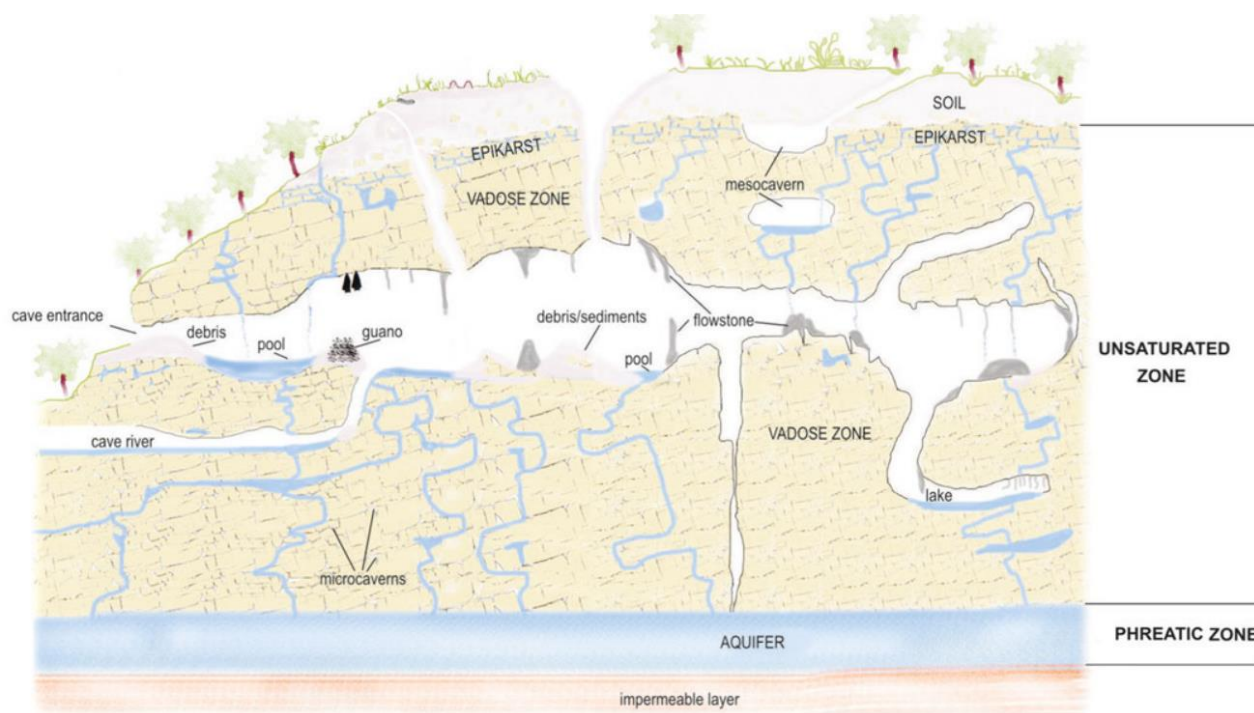 SOIL
EPIKARST
EPIKARST
VADOSE ZONE
mesocavern
cave entrance
debris
pool
guano
debris/sediments
flowstone
pool
UNSATURATED
ZONE
cave river
VADOSE ZONE
lake
microcaverns
AQUIFER
PHREATIC ZONE
impermeable layer